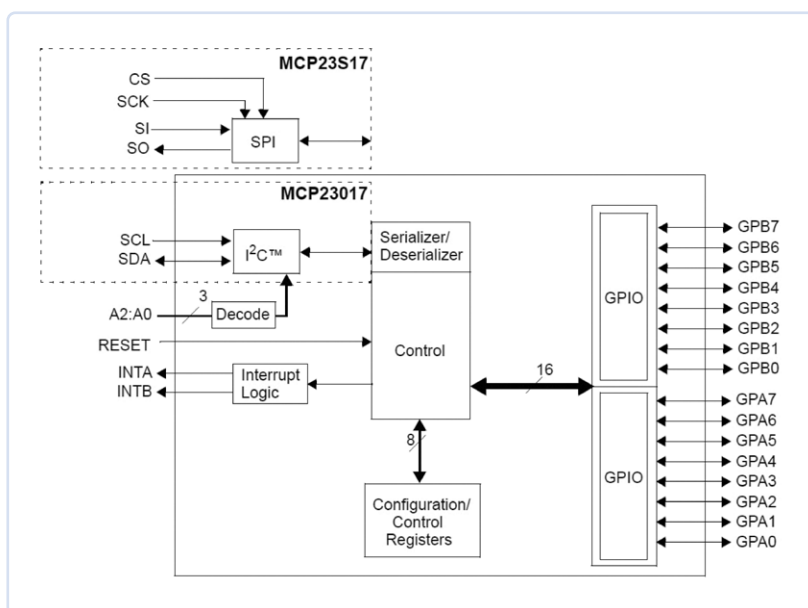 MCP23S17
CS
SCK
SI
SO
SPI
MCP23017
SCL
SDA
I²C™
Serializer/
Deserializer
3
A2:A0
Decode
RESET
Control
INTA
INTB
Interrupt
Logic
16
8
Configuration/
Control
Registers
GPIO
GPB7
GPB6
GPB5
GPB4
GPB3
GPB2
GPB1
GPB0
GPIO
GPA7
GPA6
GPA5
GPA4
GPA3
GPA2
GPA1
GPA0